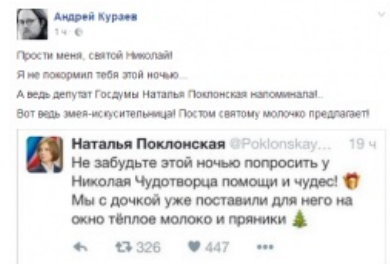 Андрей Кураев
1 ч ·
Прости меня, святой Николай!
Я не покормил тебя этой ночью...
А ведь депутат Госдумы Наталья Поклонская напоминала!..
Вот ведь змея-искусительница! Постом святому молочко предлагает!
Наталья Поклонская @Poklonskay... 19 ч
Не забудьте этой ночью попросить у
Николая Чудотворца помощи и чудес! 🎁
Мы с дочкой уже поставили для него на
окно тёплое молоко и пряники 🎄
326 447